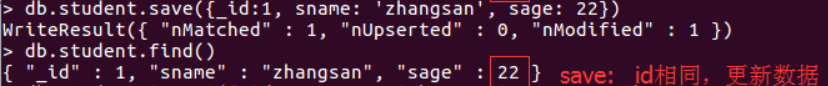 > db.student.save({_id:1, sname: 'zhangsan', sage: 22})
WriteResult({ "nMatched" : 1, "nUpserted" : 0, "nModified" : 1 })
> db.student.find()
{ "_id" : 1, "sname" : "zhangsan", "sage" : 22 } save: id相同，更新数据